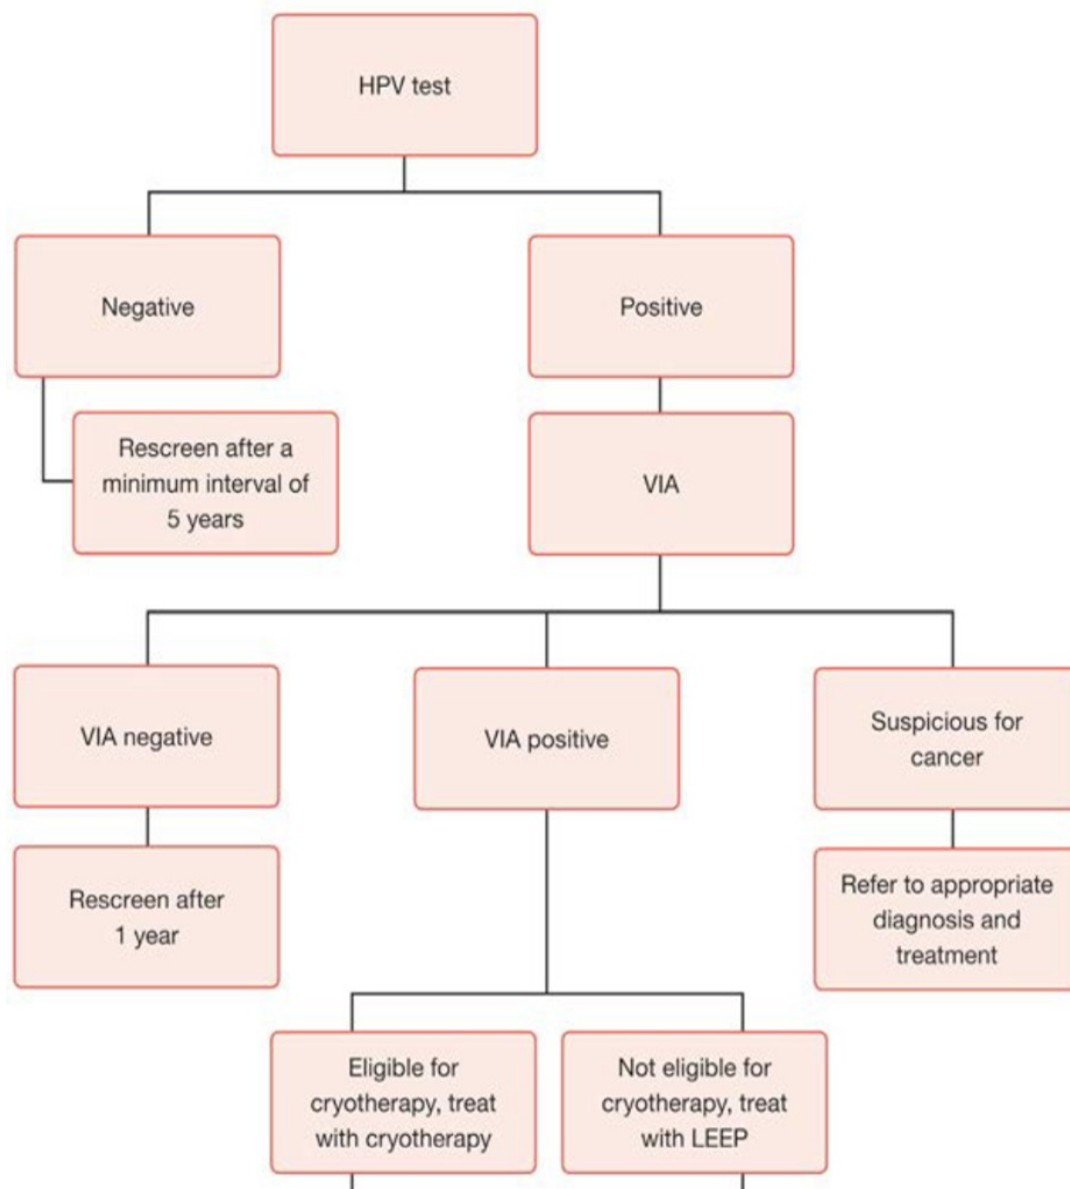 HPV test
Negative
Positive
Rescreen after a
minimum interval of
5 years
VIA
VIA negative
VIA positive
Suspicious for
cancer
Rescreen after
1 year
Refer to appropriate
diagnosis and
treatment
Eligible for
cryotherapy, treat
with cryotherapy
Not eligible for
cryotherapy, treat
with LEEP